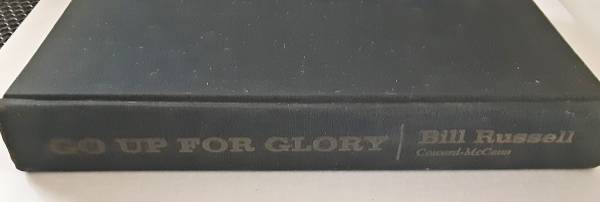 GO UP FOR GLORY
Bill Russell
Coward-McCann